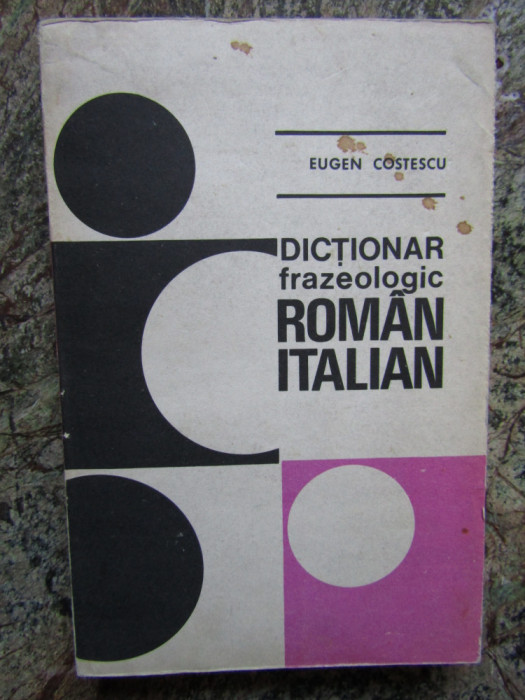 EUGEN COSTESCU
DICȚIONAR
frazeologic
ROMÂN
ITALIAN